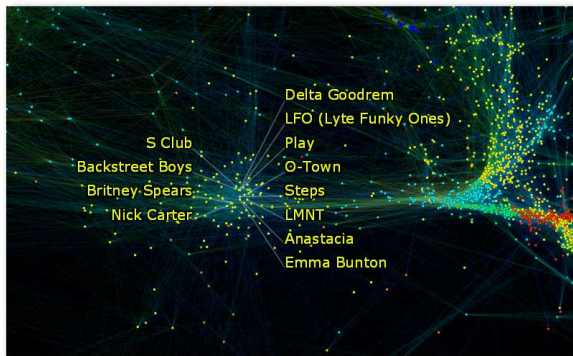 Delta Goodrem
LFO (Lyte Funky Ones)
S Club
Play
Backstreet Boys
O-Town
Britney Spears
Steps
Nick Carter
LMNT
Anastacia
Emma Bunton